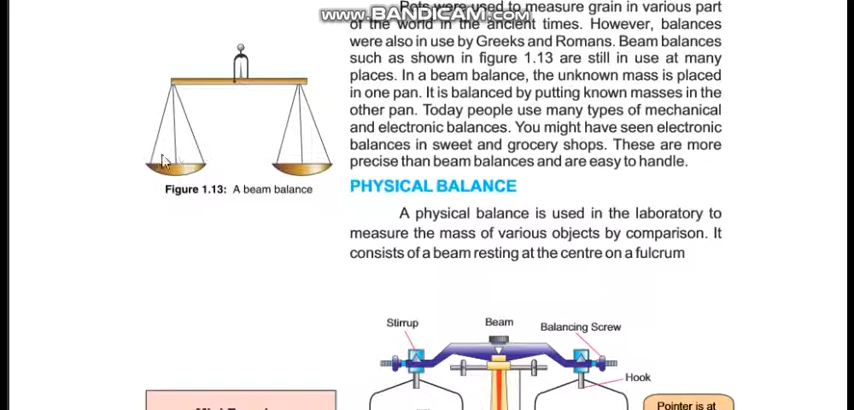 Pots were used to measure grain in various part
www.BANDICAM.com
of the world in the ancient times. However, balances
were also in use by Greeks and Romans. Beam balances
such as shown in figure 1.13 are still in use at many
places. In a beam balance, the unknown mass is placed
in one pan. It is balanced by putting known masses in the
other pan. Today people use many types of mechanical
and electronic balances. You might have seen electronic
balances in sweet and grocery shops. These are more
precise than beam balances and are easy to handle.
Figure 1.13: A beam balance
PHYSICAL BALANCE
A physical balance is used in the laboratory to
measure the mass of various objects by comparison. It
consists of a beam resting at the centre on a fulcrum
Stirrup
Beam
Balancing Screw
Hook
Pointer is at